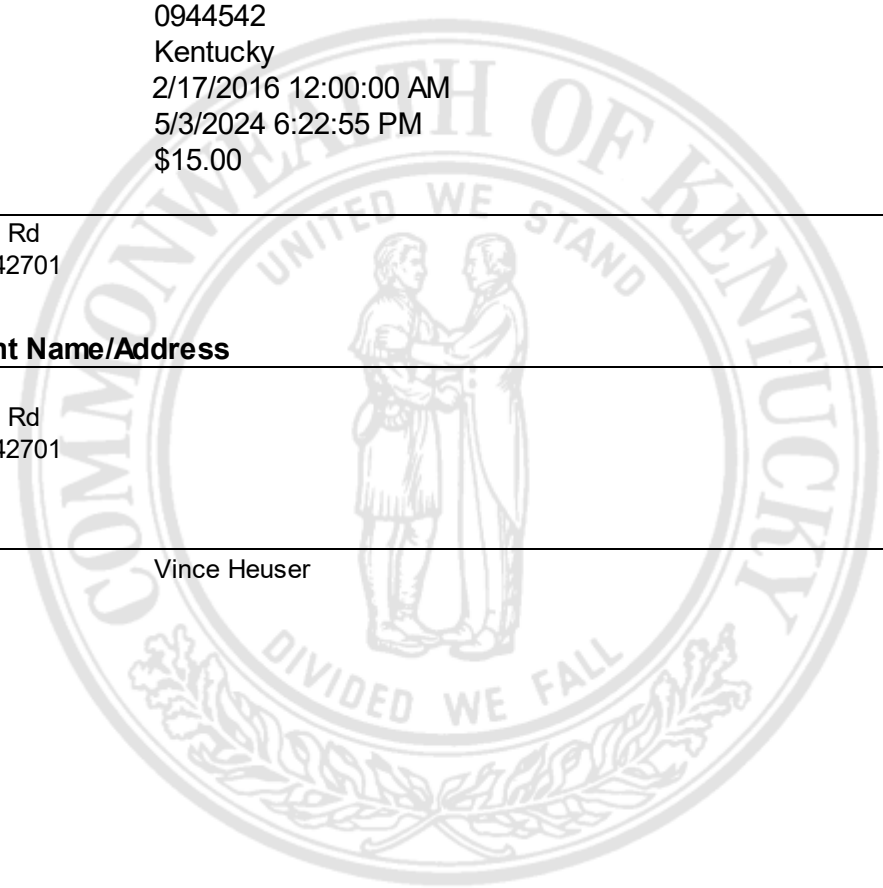 0944542
Kentucky
2/17/2016 12:00:00 AM
5/3/2024 6:22:55 PM
$15.00
Rd
42701
nt Name/Address
Rd
42701
Vince Heuser
COMMONWEALTH OF KENTUCKY
UNITED WE STAND
DIVIDED WE FALL